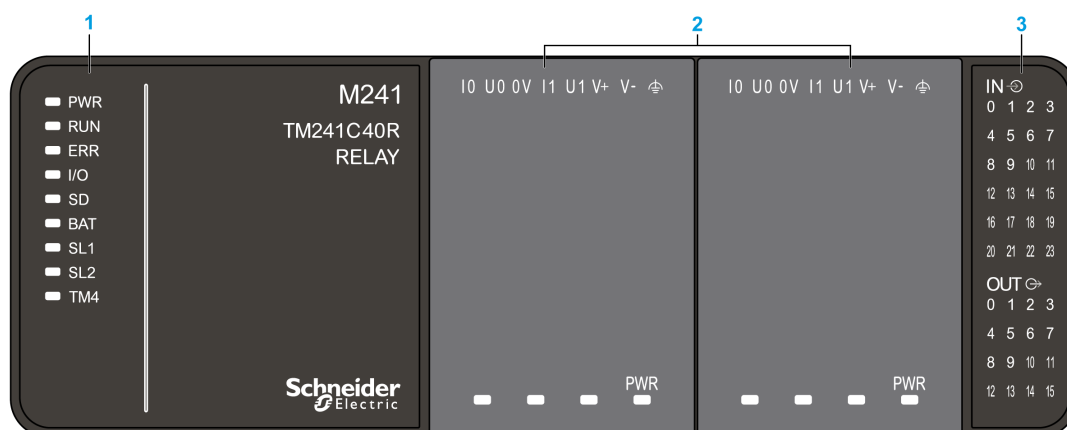 1
2
3
PWR
RUN
ERR
I/O
SD
BAT
SL1
SL2
TM4
M241
TM241C40R
RELAY
Schneider
Electric
I0 U0 0V I1 U1 V+ V-
PWR
I0 U0 0V I1 U1 V+ V-
PWR
IN
0 1 2 3
4 5 6 7
8 9 10 11
12 13 14 15
16 17 18 19
20 21 22 23
OUT
0 1 2 3
4 5 6 7
8 9 10 11
12 13 14 15